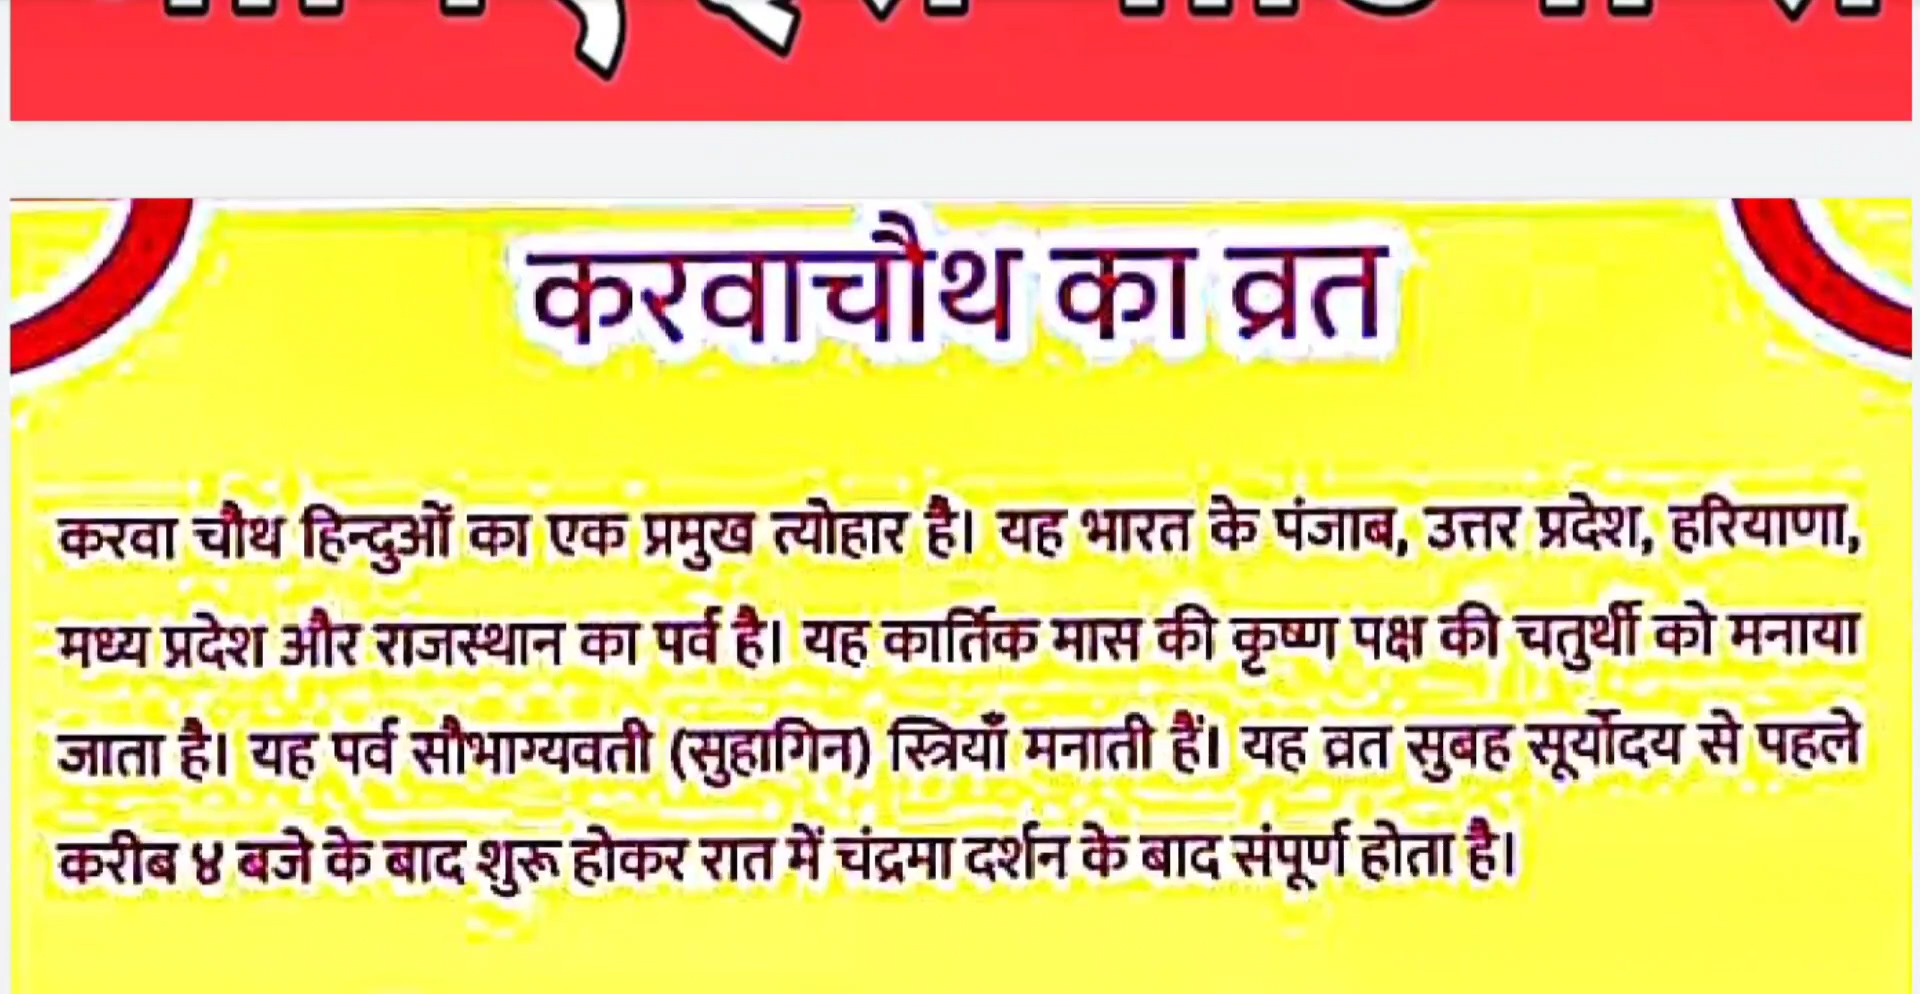 करवाचौथ का व्रत
करवा चौथ हिन्दुओं का एक प्रमुख त्योहार है। यह भारत के पंजाब, उत्तर प्रदेश, हरियाणा,
मध्य प्रदेश और राजस्थान का पर्व है। यह कार्तिक मास की कृष्ण पक्ष की चतुर्थी को मनाया
जाता है। यह पर्व सौभाग्यवती (सुहागिन) स्त्रियाँ मनाती हैं। यह व्रत सुबह सूर्योदय से पहले
करीब ४ बजे के बाद शुरू होकर रात में चंद्रमा दर्शन के बाद संपूर्ण होता है।